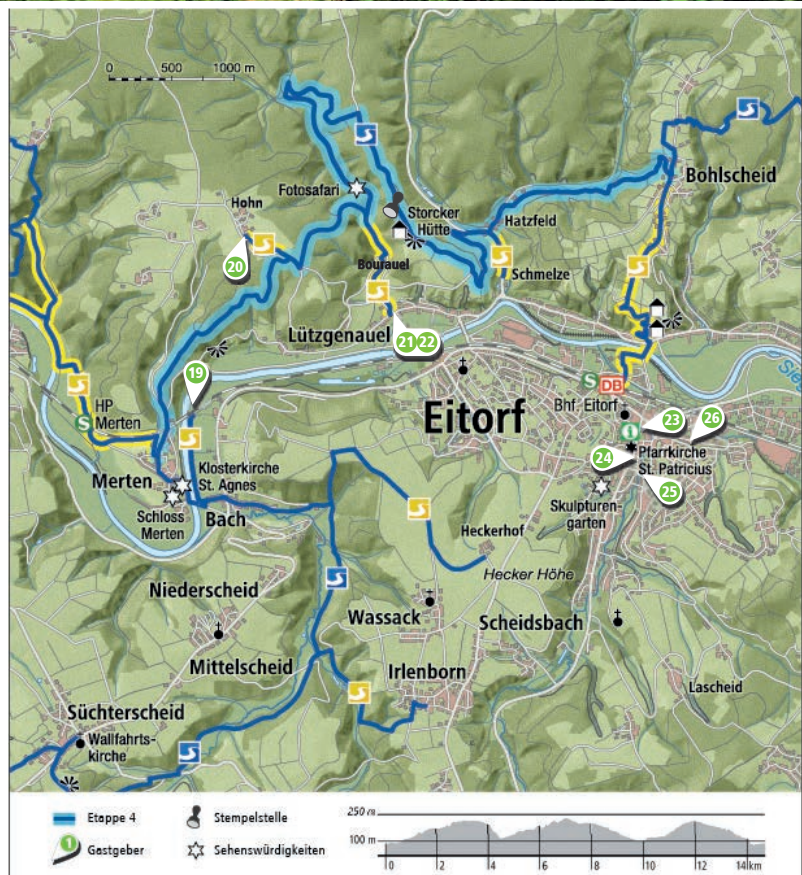 0 500 1000 m
Bohlscheid
Fotosafari
Hohn
Storcker
Hütte
Hatzfeld
20
Bourauel
Schmelze
Lützgenauel
21 22
19
S
DB
Bhf. Eitorf
Eitorf
HP
Merten
S
23
26
Pfarrkirche
St. Patricius
24
25
Merten
Klosterkirche
St. Agnes
Schloss
Merten
Bach
Skulpturen-
garten
Heckerhof
Hecker Höhe
Niederscheid
Wassack
Scheidsbach
Mittelscheid
Irlenborn
Lascheid
Süchterscheid
Wallfahrts-
kirche
Etappe 4
Stempelstelle
1 Gastgeber
Sehenswürdigkeiten
250 m
100 m
0 2 4 6 8 10 12 14 km